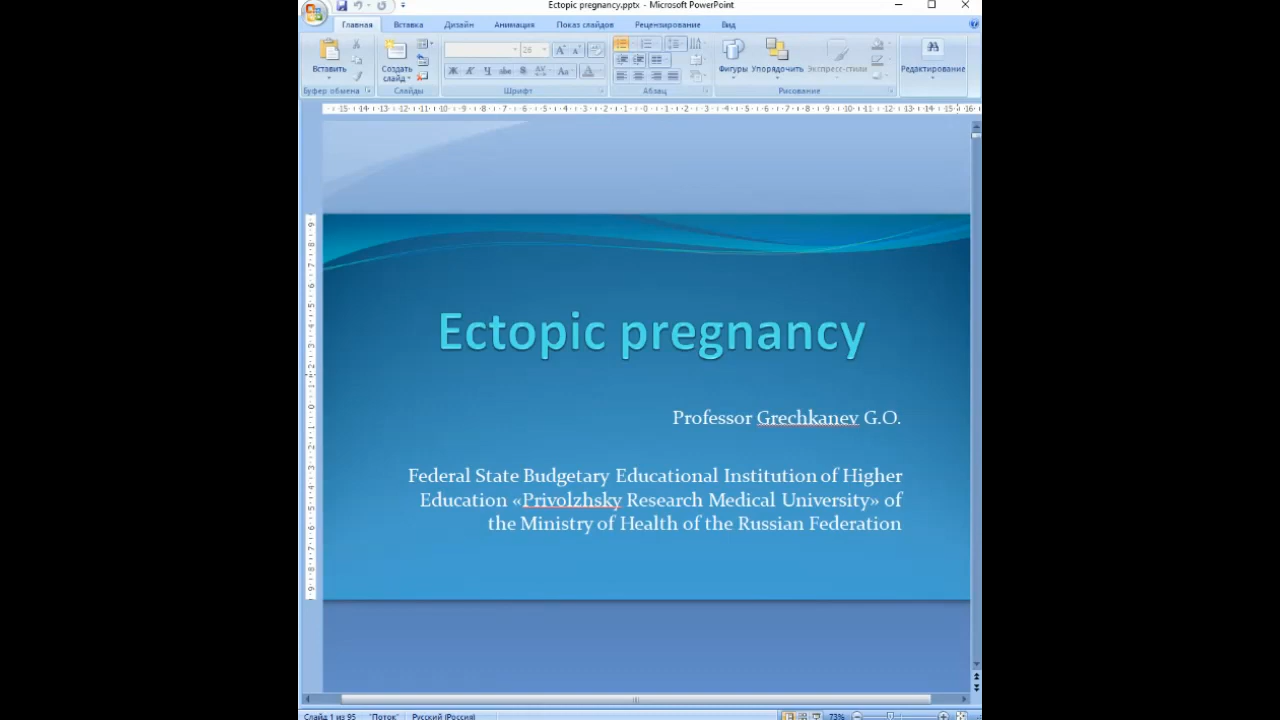 Ectopic pregnancy.pptx - Microsoft PowerPoint
Главная Вставка Дизайн Анимация Показ слайдов Рецензирование Вид
26
Вставить Создать слайд Фигуры Упорядочить Экспресс-стили Редактирование
Буфер обмена Слайды Шрифт Абзац Рисование
Ectopic pregnancy
Professor Grechkanev G.O.
Federal State Budgetary Educational Institution of Higher
Education «Privolzhsky Research Medical University» of
the Ministry of Health of the Russian Federation
Слайд 1 из 95 "Поток" Русский (Россия) 73%